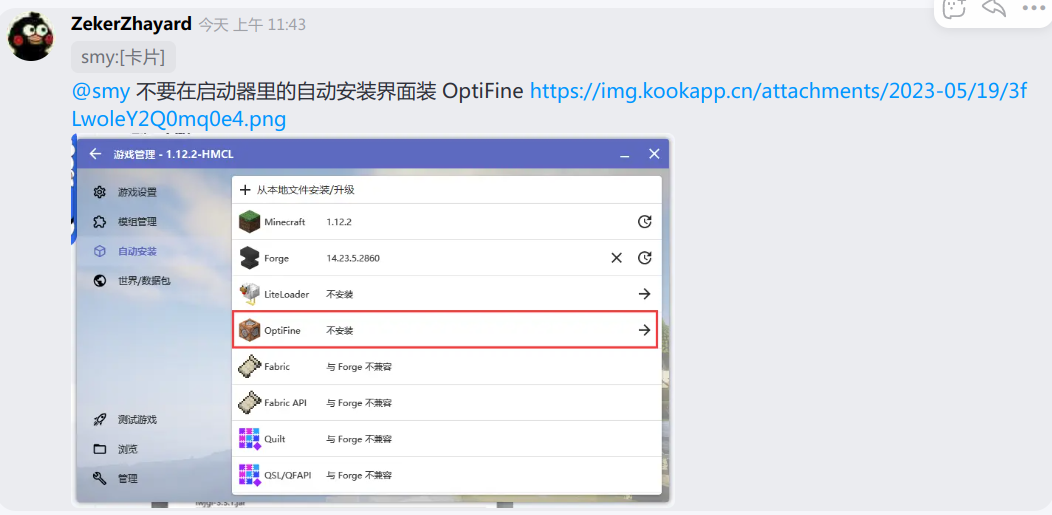 ZekerZhayard 今天 上午 11:43
smy:[卡片]
@smy 不要在启动器里的自动安装界面装 OptiFine https://img.kookapp.cn/attachments/2023-05/19/3f
LwoleY2Q0mq0e4.png
游戏管理 - 1.12.2-HMCL
游戏设置
模组管理
自动安装
世界/数据包
测试游戏
浏览
管理
从本地文件安装/升级
Minecraft 1.12.2
Forge 14.23.5.2860
LiteLoader 不安装
OptiFine 不安装
Fabric 与 Forge 不兼容
Fabric API 与 Forge 不兼容
Quilt 与 Forge 不兼容
QSL/QFAPI 与 Forge 不兼容